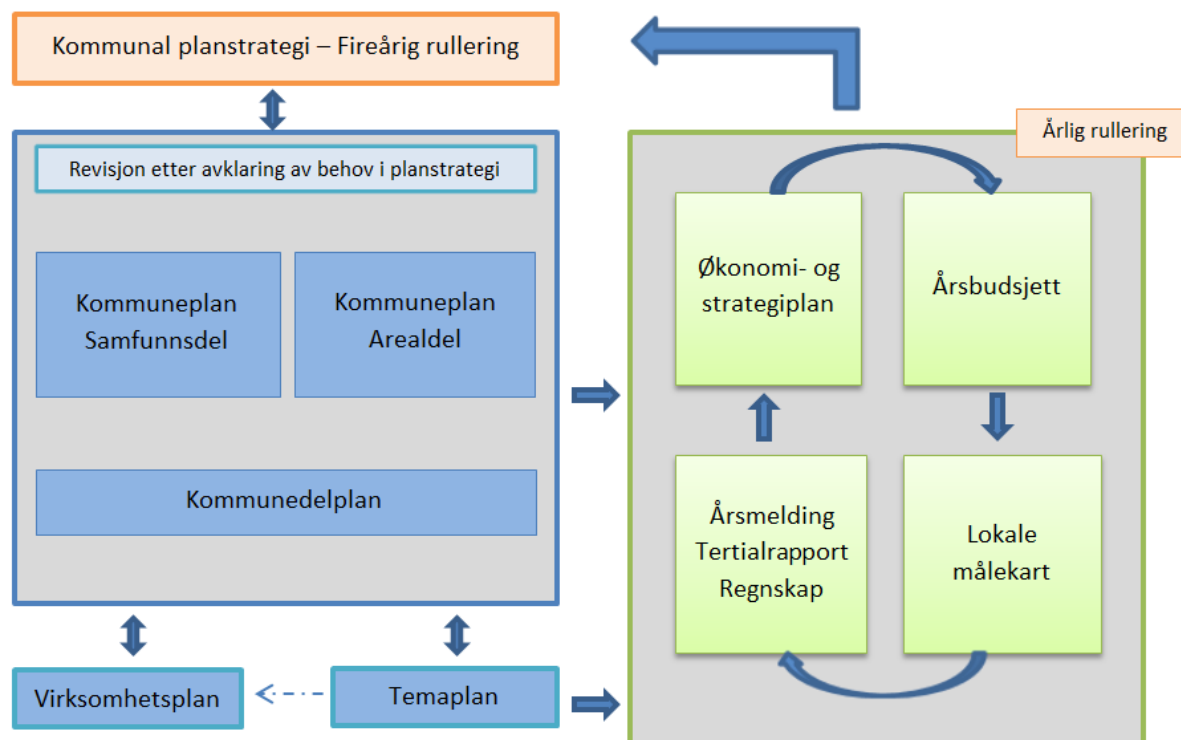 Kommunal planstrategi – Fireårig rullering
Revisjon etter avklaring av behov i planstrategi
Kommuneplan
Samfunnsdel
Kommuneplan
Arealdel
Kommunedelplan
Virksomhetsplan
Temaplan
Årlig rullering
Økonomi- og
strategiplan
Årsbudsjett
Årsmelding
Tertialrapport
Regnskap
Lokale
målekart